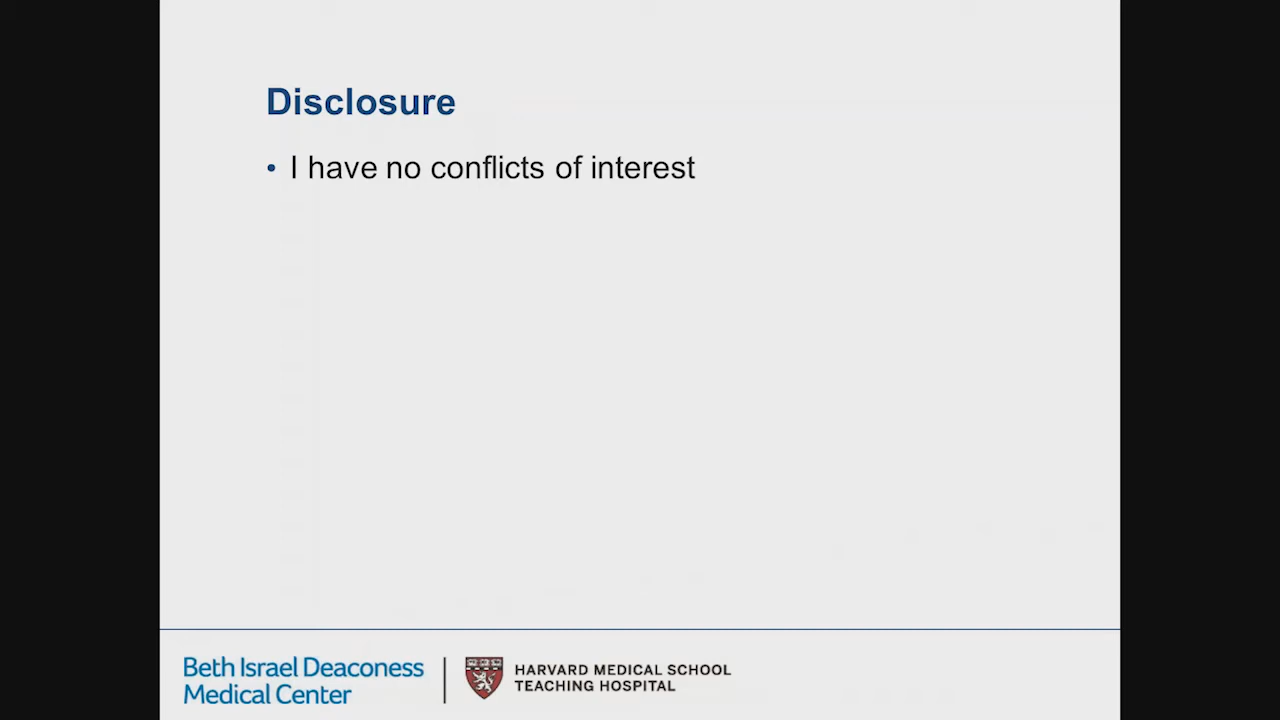 Disclosure
• I have no conflicts of interest
Beth Israel Deaconess
Medical Center
HARVARD MEDICAL SCHOOL
TEACHING HOSPITAL